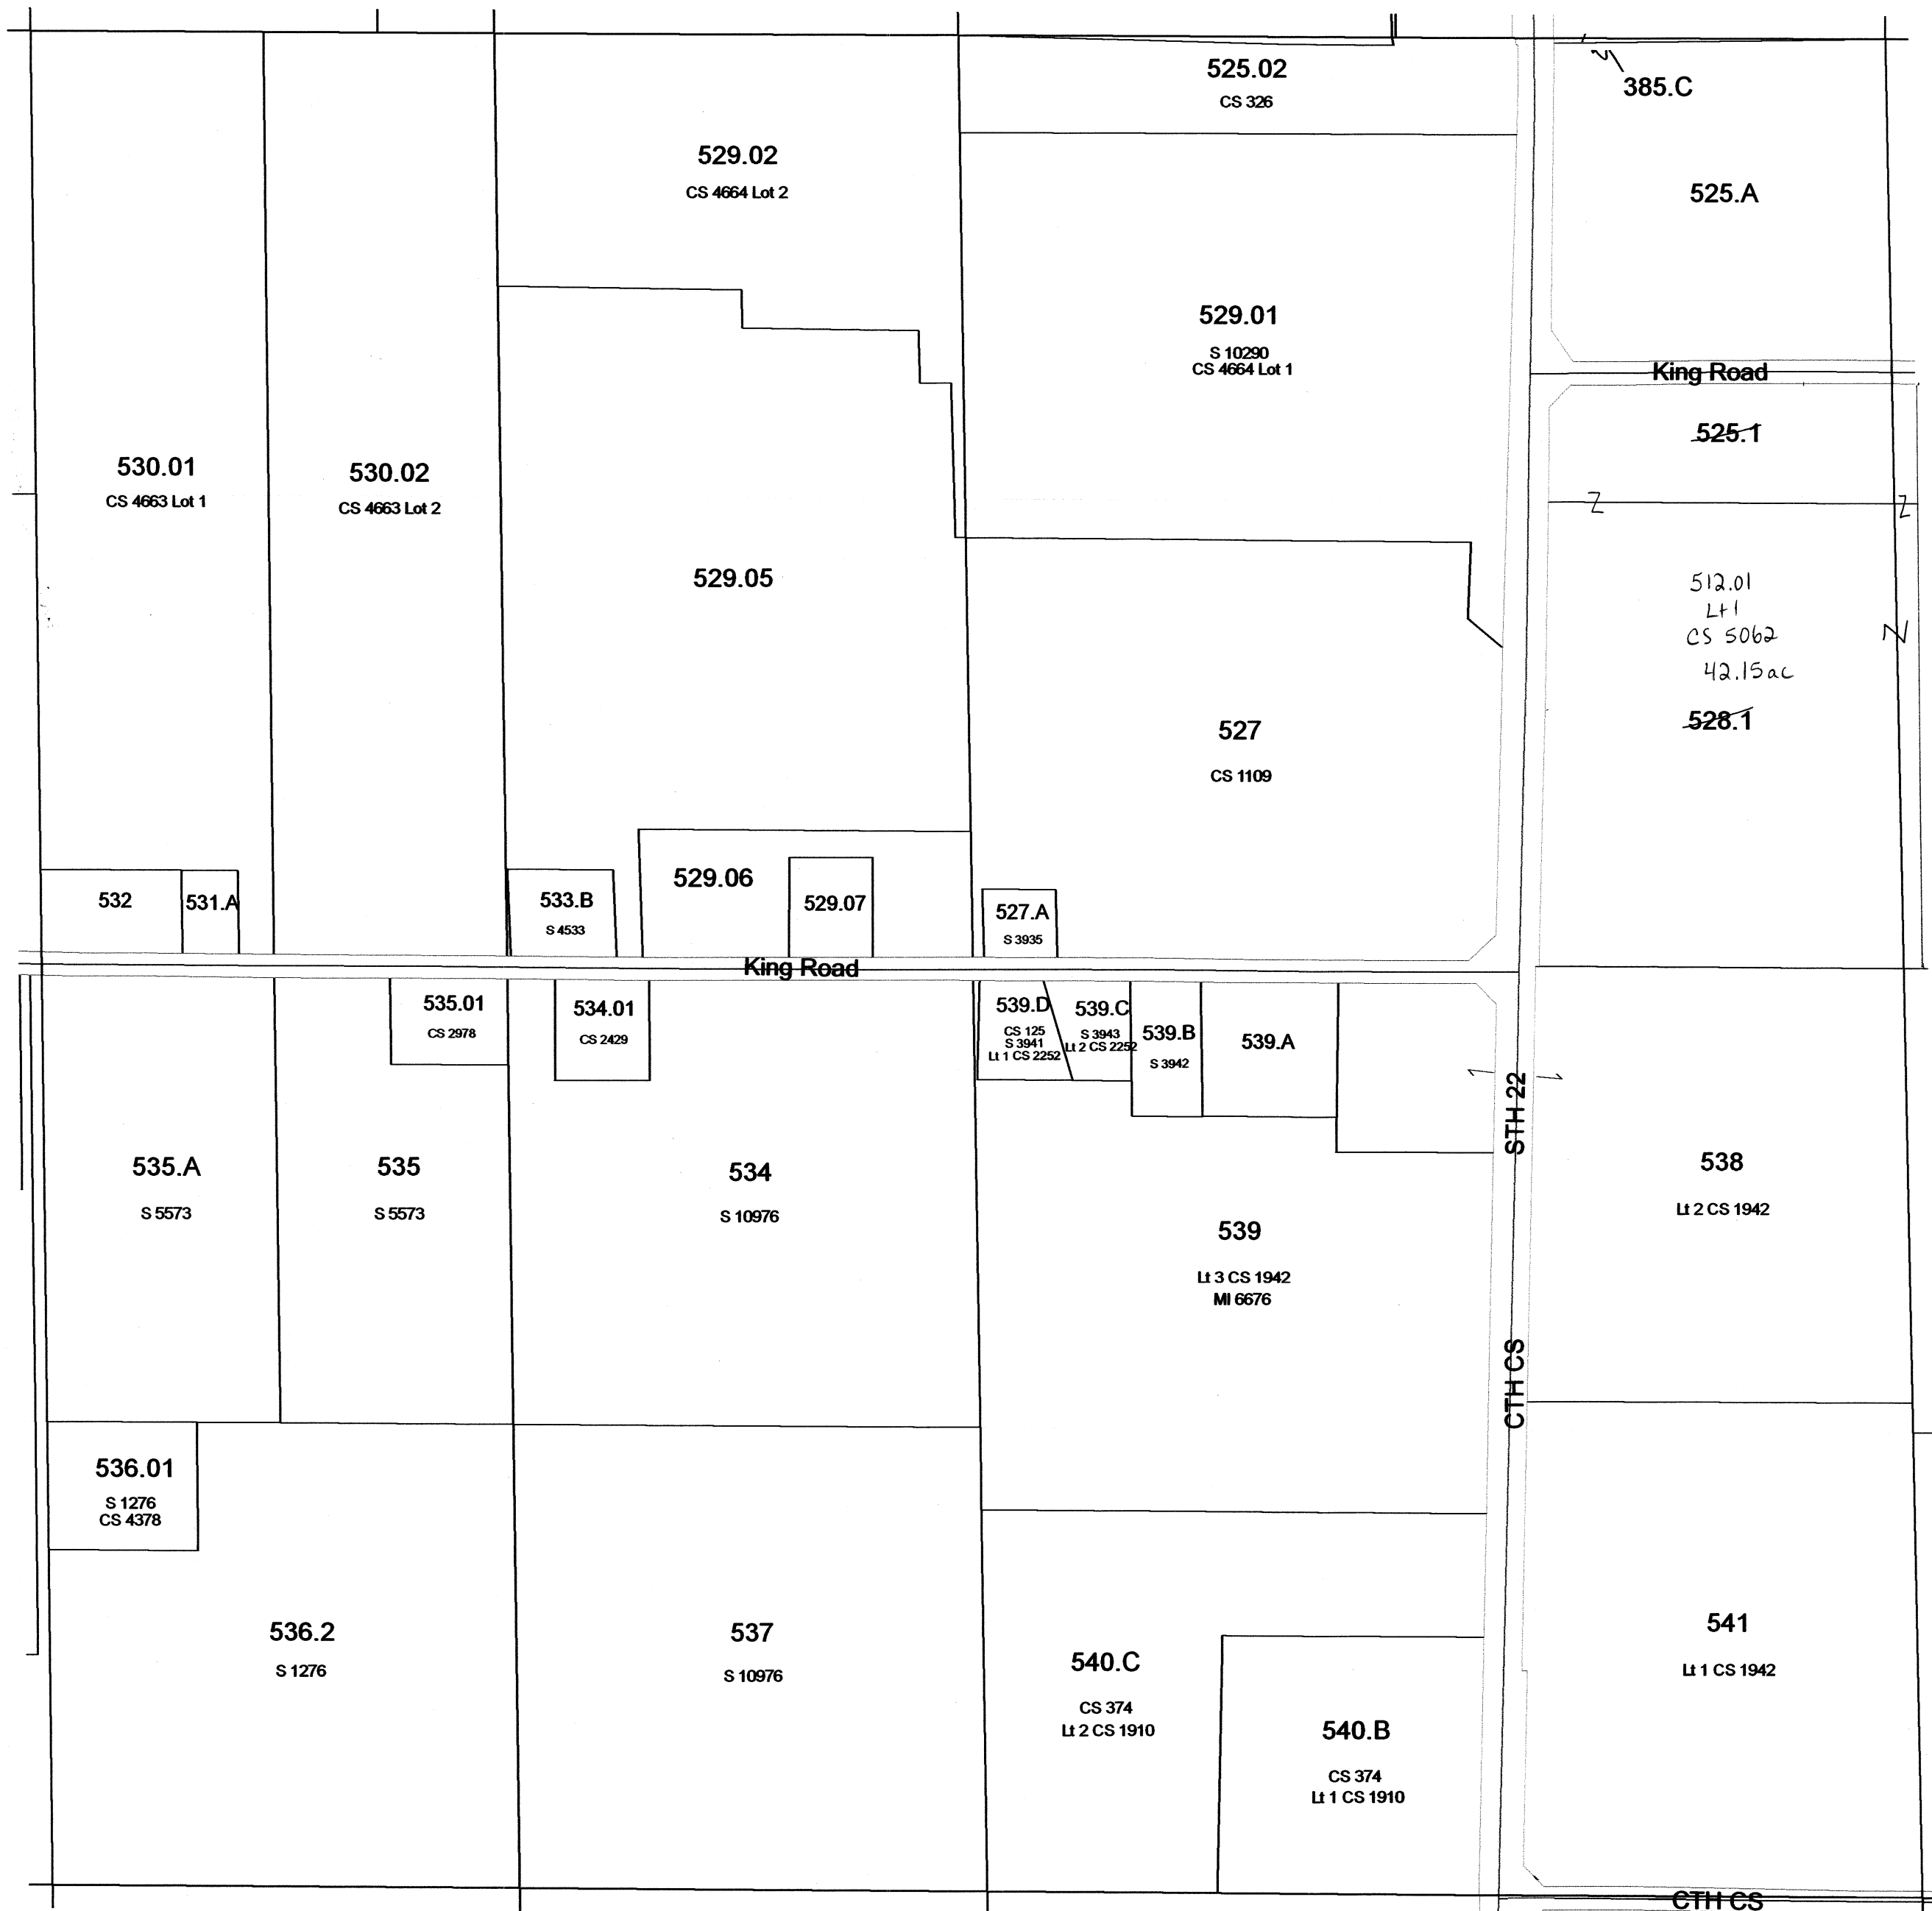 525.02
CS 326
385.C
529.02
CS 4664 Lot 2
525.A
529.01
S 10290
CS 4664 Lot 1
King Road
525.1
530.01
CS 4663 Lot 1
530.02
CS 4663 Lot 2
529.05
512.01
Lt 1
CS 5062
42.15ac
528.1
527
CS 1109
532
531.A
533.B
S 4533
529.06
529.07
527.A
S 3935
King Road
535.01
CS 2978
534.01
CS 2429
539.D
CS 125
S 3941
Lt 1 CS 2252
539.C
S 3943
Lt 2 CS 2252
539.B
S 3942
539.A
STH 22
535.A
S 5573
535
S 5573
534
S 10976
539
Lt 3 CS 1942
MI 6676
538
Lt 2 CS 1942
CTH CS
536.01
S 1276
CS 4378
536.2
S 1276
537
S 10976
540.C
CS 374
Lt 2 CS 1910
540.B
CS 374
Lt 1 CS 1910
541
Lt 1 CS 1942
CTH CS